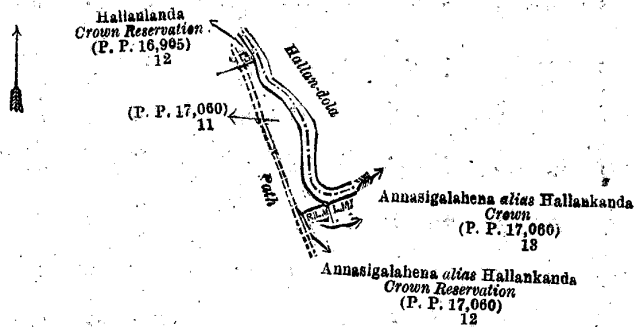 Hallanlanda
Crown Reservation
(P. P. 16,905)
12
Hallan-dola
(P. P. 17,060)
11
Path
Annasigalahena alias Hallankanda
Crown
(P. P. 17,060)
13
Annasigalahena alias Hallankanda
Crown Reservation
(P. P. 17,060)
12